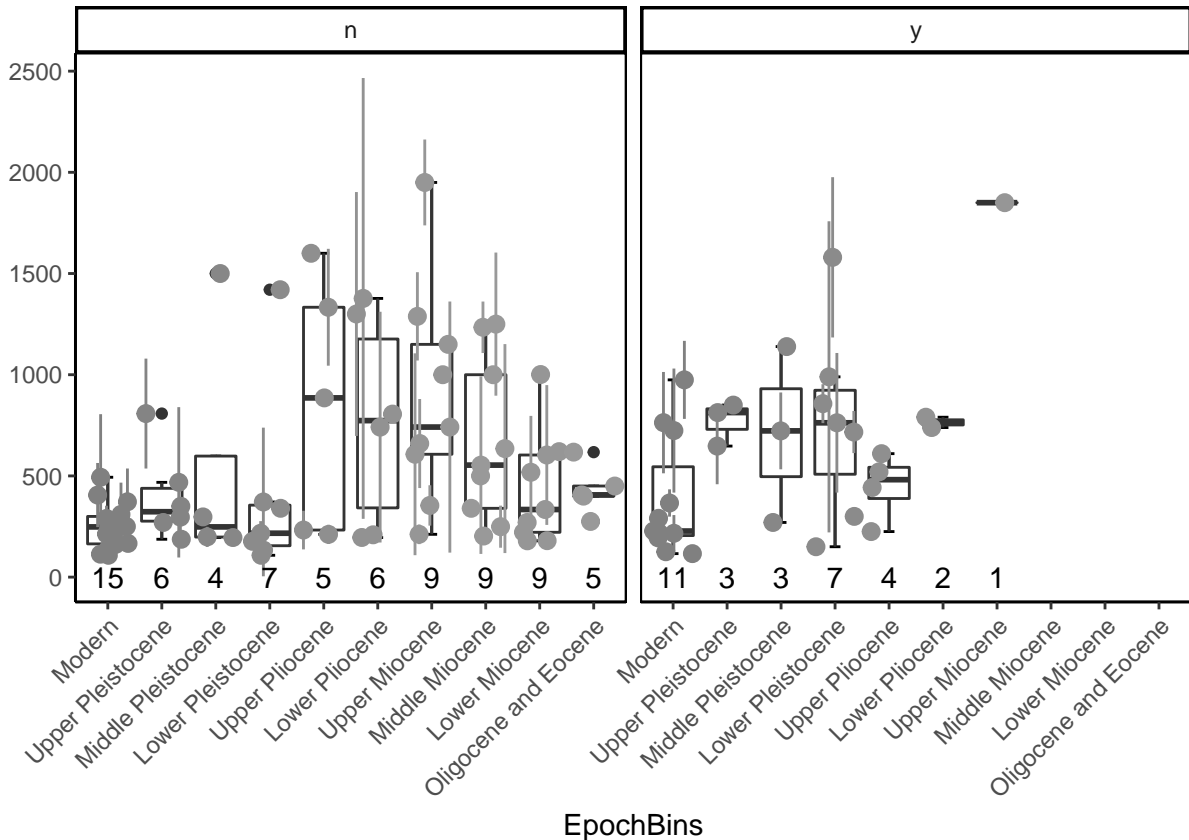 n y
2500
2000
1500
1000
500
0
15 6 4 7 5 6 9 9 9 5 11 3 3 7 4 2 1
Modern
Upper Pleistocene
Middle Pleistocene
Lower Pleistocene
Upper Pliocene
Lower Pliocene
Upper Miocene
Middle Miocene
Lower Miocene
Oligocene and Eocene
Modern
Upper Pleistocene
Middle Pleistocene
Lower Pleistocene
Upper Pliocene
Lower Pliocene
Upper Miocene
Middle Miocene
Lower Miocene
Oligocene and Eocene
EpochBins